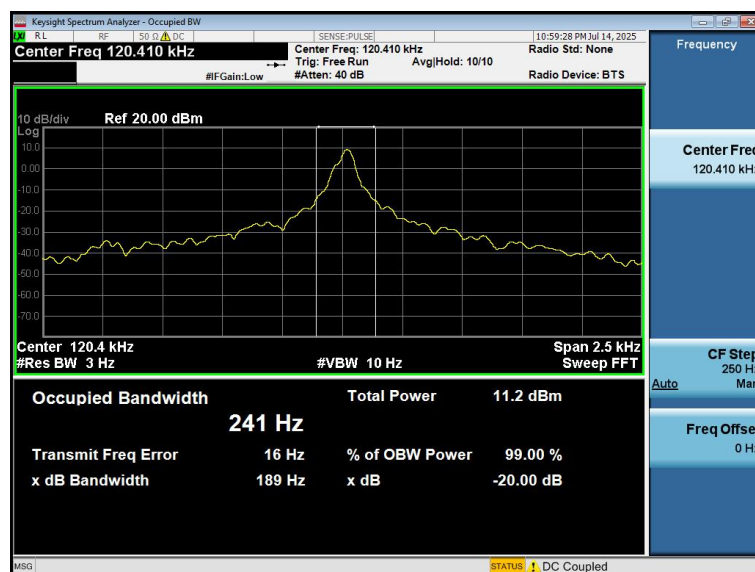 Keysight Spectrum Analyzer - Occupied BW
LXI RL RF 50 Ω DC SENSE:PULSE 10:59:28 PM Jul 14, 2025
Center Freq 120.410 kHz Center Freq: 120.410 kHz Radio Std: None
Trig: Free Run Avg|Hold: 10/10
#IFGain:Low #Atten: 40 dB Radio Device: BTS
Frequency
10 dB/div Ref 20.00 dBm
Log
10.0
0.00
-10.0
-20.0
-30.0
-40.0
-50.0
-60.0
-70.0
Center 120.4 kHz Span 2.5 kHz
#Res BW 3 Hz #VBW 10 Hz Sweep FFT
Occupied Bandwidth Total Power 11.2 dBm
241 Hz
Transmit Freq Error 16 Hz % of OBW Power 99.00 %
x dB Bandwidth 189 Hz x dB -20.00 dB
Center Freq
120.410 kHz
CF Step
250 Hz
Auto Man
Freq Offse
0 Hz
MSG STATUS DC Coupled